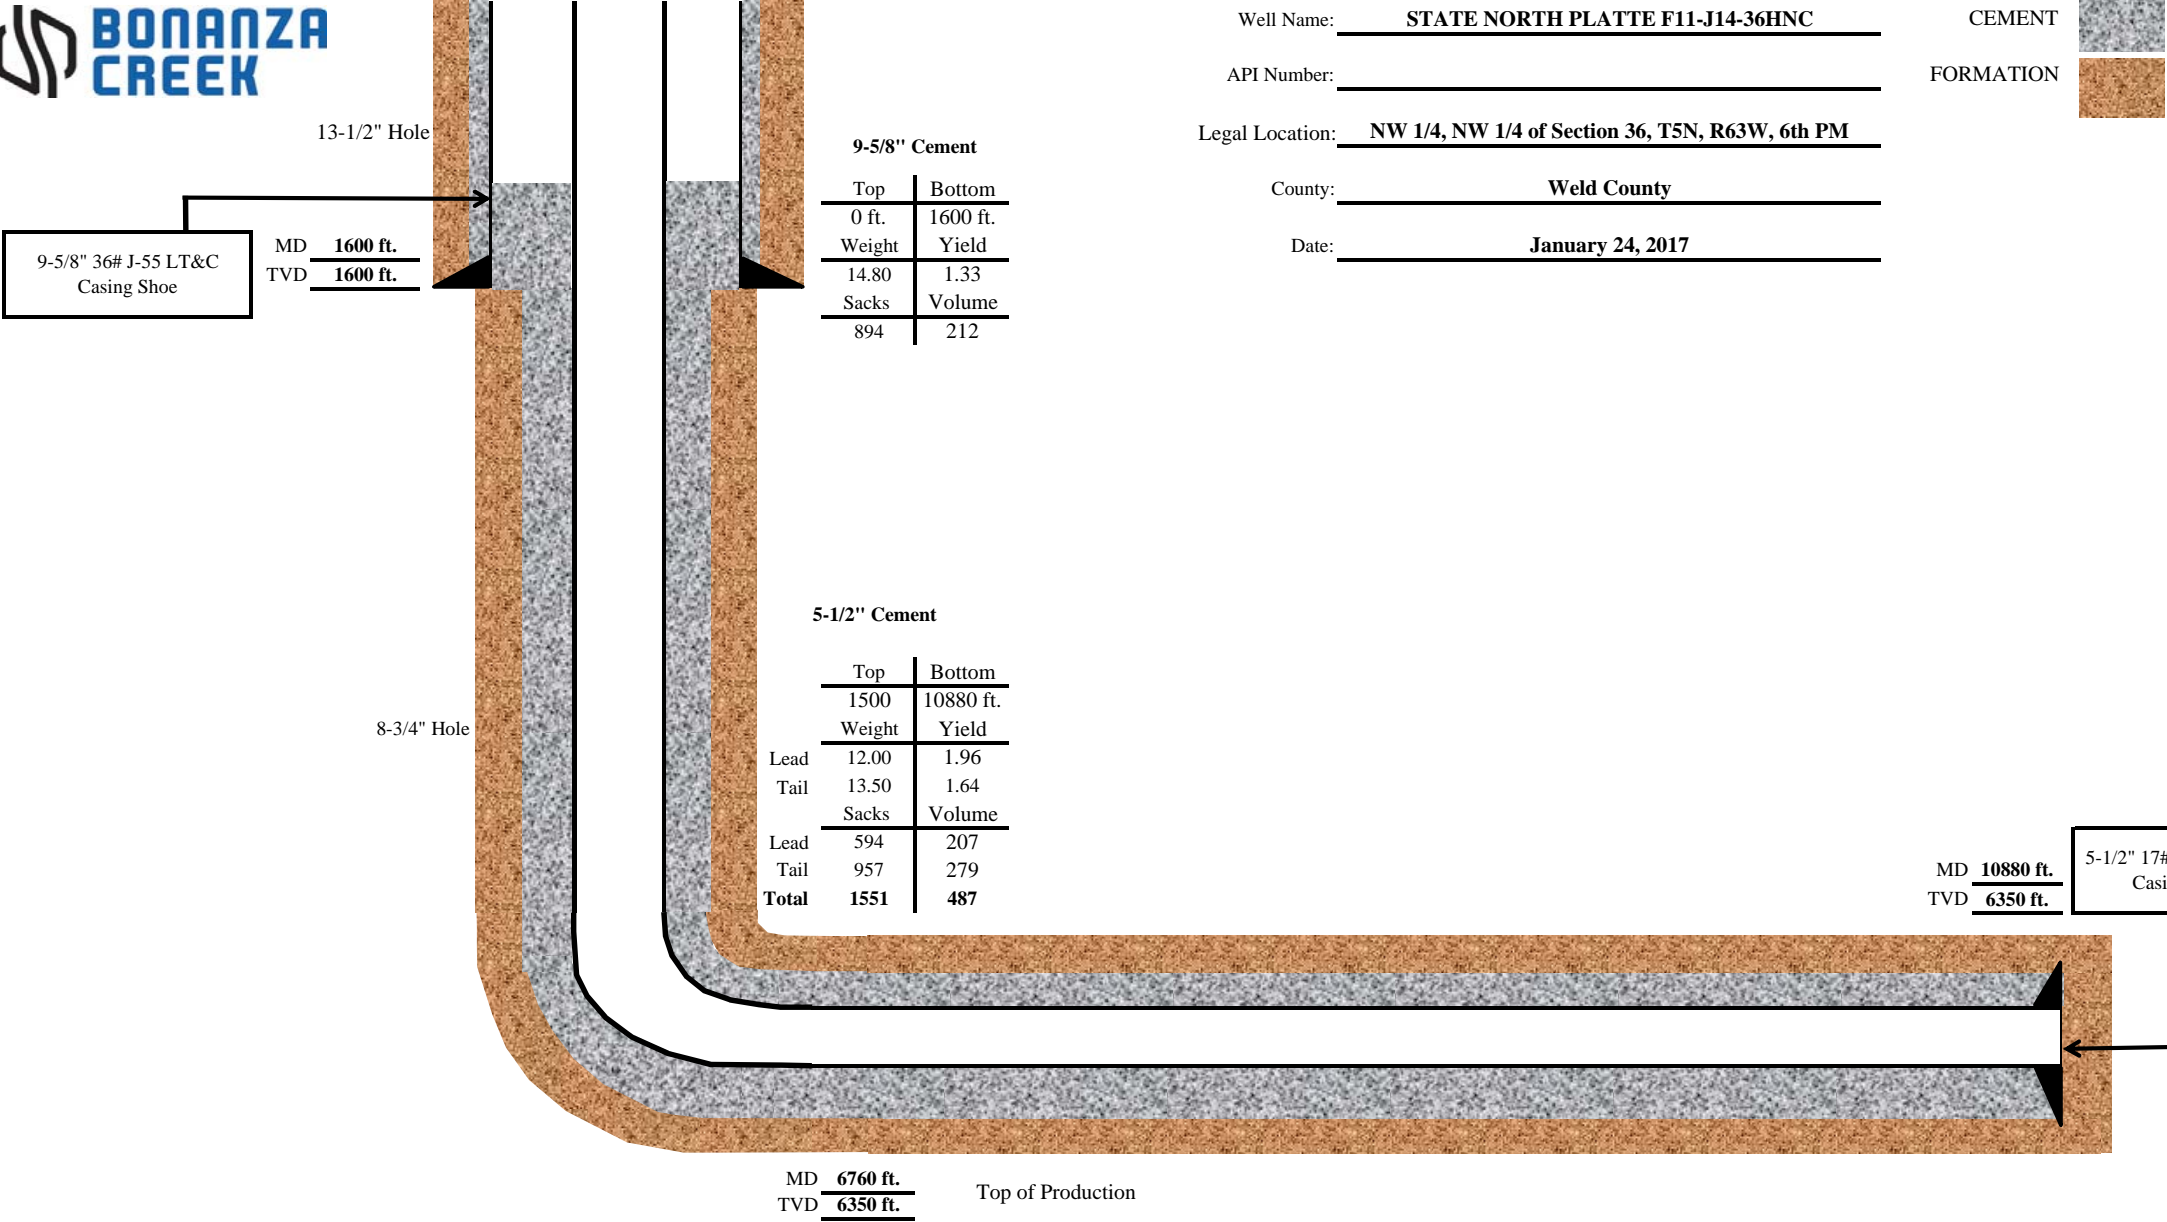 BONANZA
CREEK
Well Name: STATE NORTH PLATTE F11-J14-36HNC
API Number:
Legal Location: NW 1/4, NW 1/4 of Section 36, T5N, R63W, 6th PM
County: Weld County
Date: January 24, 2017
CEMENT
FORMATION
13-1/2" Hole
9-5/8" 36# J-55 LT&C
Casing Shoe
MD 1600 ft.
TVD 1600 ft.
9-5/8" Cement
Top Bottom
0 ft. 1600 ft.
Weight Yield
14.80 1.33
Sacks Volume
894 212
8-3/4" Hole
5-1/2" Cement
Top Bottom
1500 10880 ft.
Weight Yield
Lead 12.00 1.96
Tail 13.50 1.64
Sacks Volume
Lead 594 207
Tail 957 279
Total 1551 487
MD 10880 ft.
TVD 6350 ft.
5-1/2" 17#
Casi
MD 6760 ft.
TVD 6350 ft.
Top of Production